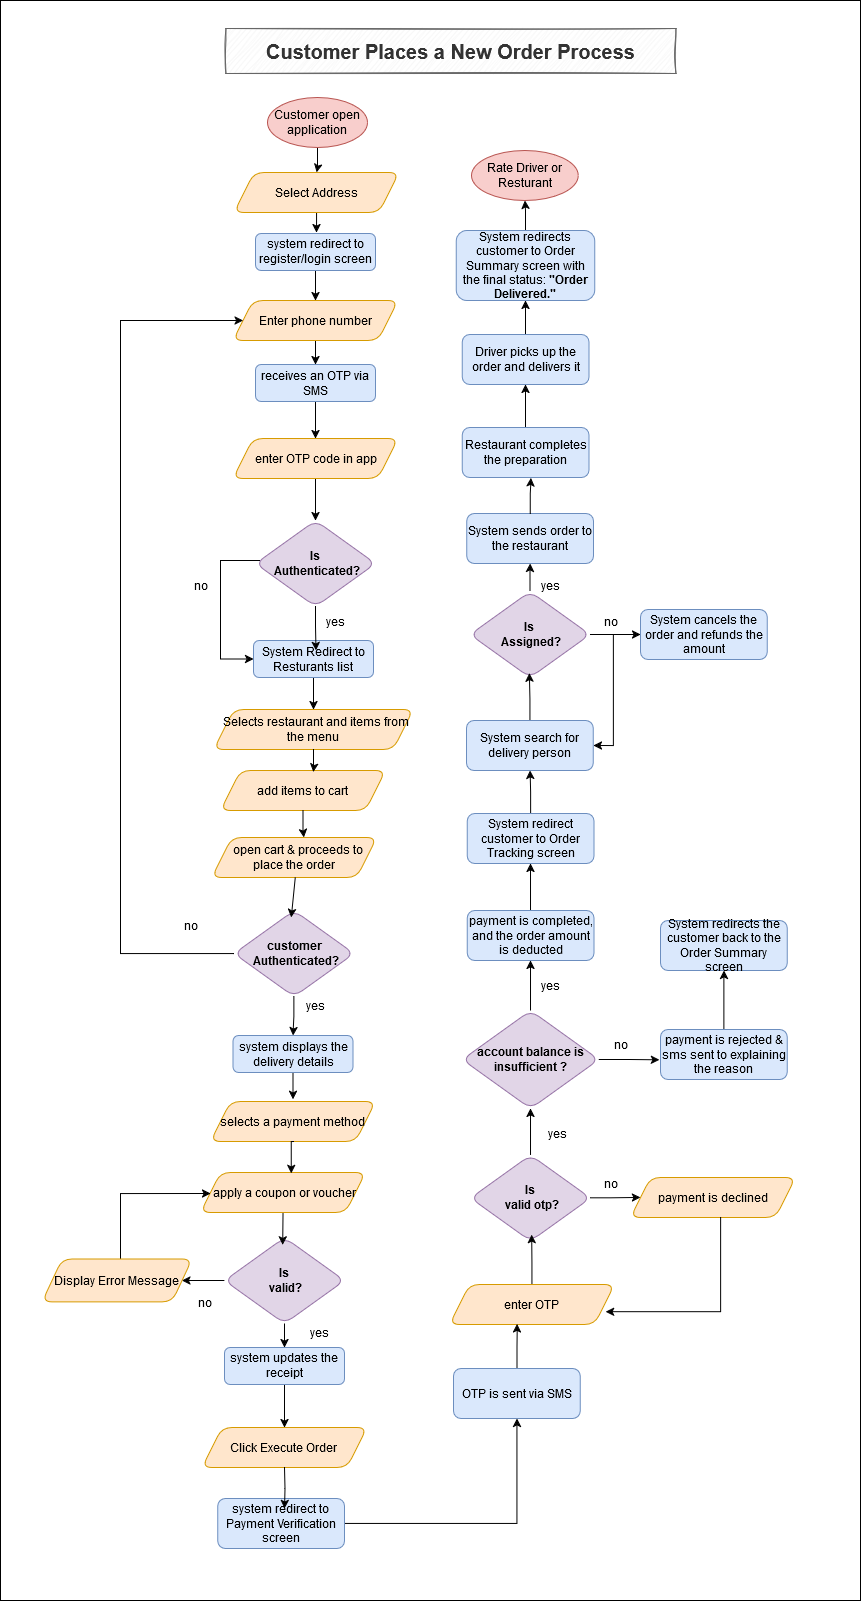 Customer Places a New Order Process
Customer open
application
Select Address
system redirect to
register/login screen
Enter phone number
receives an OTP via
SMS
enter OTP code in app
Is
Authenticated?
no
yes
System Redirect to
Resturants list
Selects restaurant and items from
the menu
add items to cart
open cart & proceeds to
place the order
no
customer
Authenticated?
yes
system displays the
delivery details
selects a payment method
apply a coupon or voucher
Is
valid?
Display Error Message
no
yes
system updates the
receipt
Click Execute Order
system redirect to
Payment Verification
screen
OTP is sent via SMS
enter OTP
Is
valid otp?
no
payment is declined
yes
account balance is
insufficient ?
no
payment is rejected &
sms sent to explaining
the reason
System redirects the
customer back to the
Order Summary
screen
yes
payment is completed,
and the order amount
is deducted
System redirect
customer to Order
Tracking screen
System search for
delivery person
Is
Assigned?
no
System cancels the
order and refunds the
amount
yes
System sends order to
the restaurant
Restaurant completes
the preparation
Driver picks up the
order and delivers it
System redirects
customer to Order
Summary screen with
the final status: "Order
Delivered."
Rate Driver or
Resturant